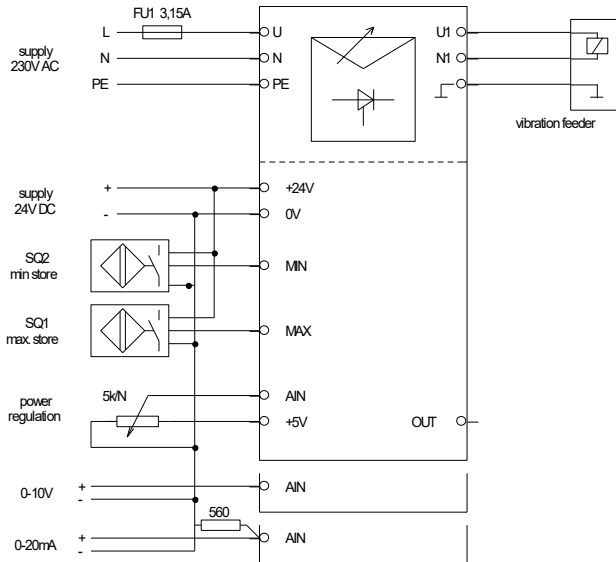 FU1 3,15A
L U U1
supply 230V AC
N N N1
PE PE
vibration feeder
supply 24V DC
+ +24V
- 0V
SQ2 min store
MIN
SQ1 max. store
MAX
power regulation
5k/N AIN
+5V OUT
0-10V + AIN
-
560
0-20mA + AIN
-